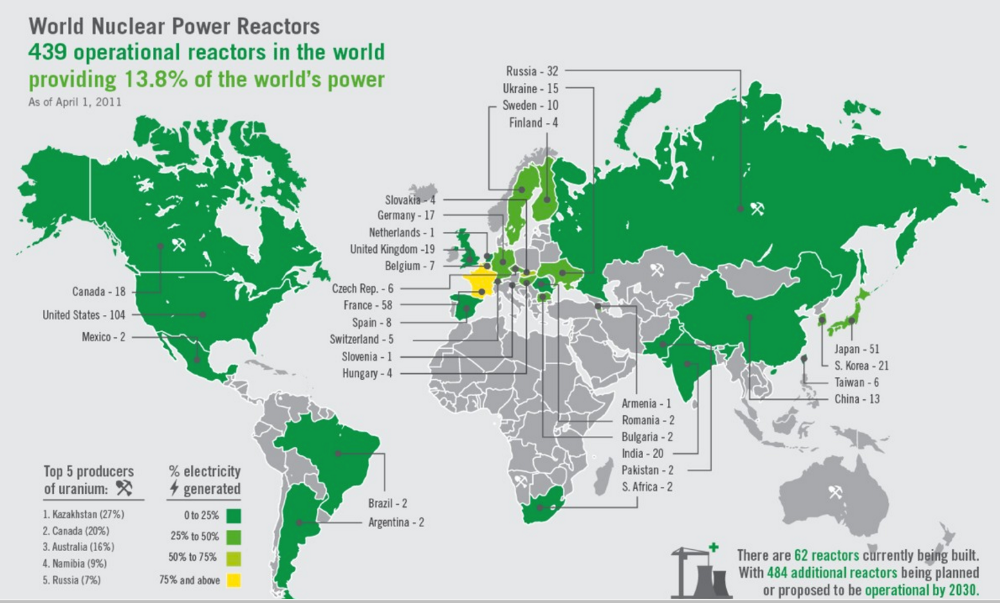 World Nuclear Power Reactors
439 operational reactors in the world
providing 13.8% of the world's power
As of April 1, 2011
Russia - 32
Ukraine - 15
Sweden - 10
Finland - 4
Slovakia - 4
Germany - 17
Netherlands - 1
United Kingdom -19
Belgium - 7
Czech Rep. - 6
France - 58
Spain - 8
Switzerland - 5
Slovenia - 1
Hungary - 4
Canada - 18
United States - 104
Mexico - 2
Japan - 51
S. Korea - 21
Taiwan - 6
China - 13
Armenia - 1
Romania - 2
Bulgaria - 2
India - 20
Pakistan - 2
S. Africa - 2
Brazil - 2
Argentina - 2
Top 5 producers
of uranium:
1. Kazakhstan (27%)
2. Canada (20%)
3. Australia (16%)
4. Namibia (9%)
5. Russia (7%)
% electricity
generated
0 to 25%
25% to 50%
50% to 75%
75% and above
There are 62 reactors currently being built.
With 484 additional reactors being planned
or proposed to be operational by 2030.